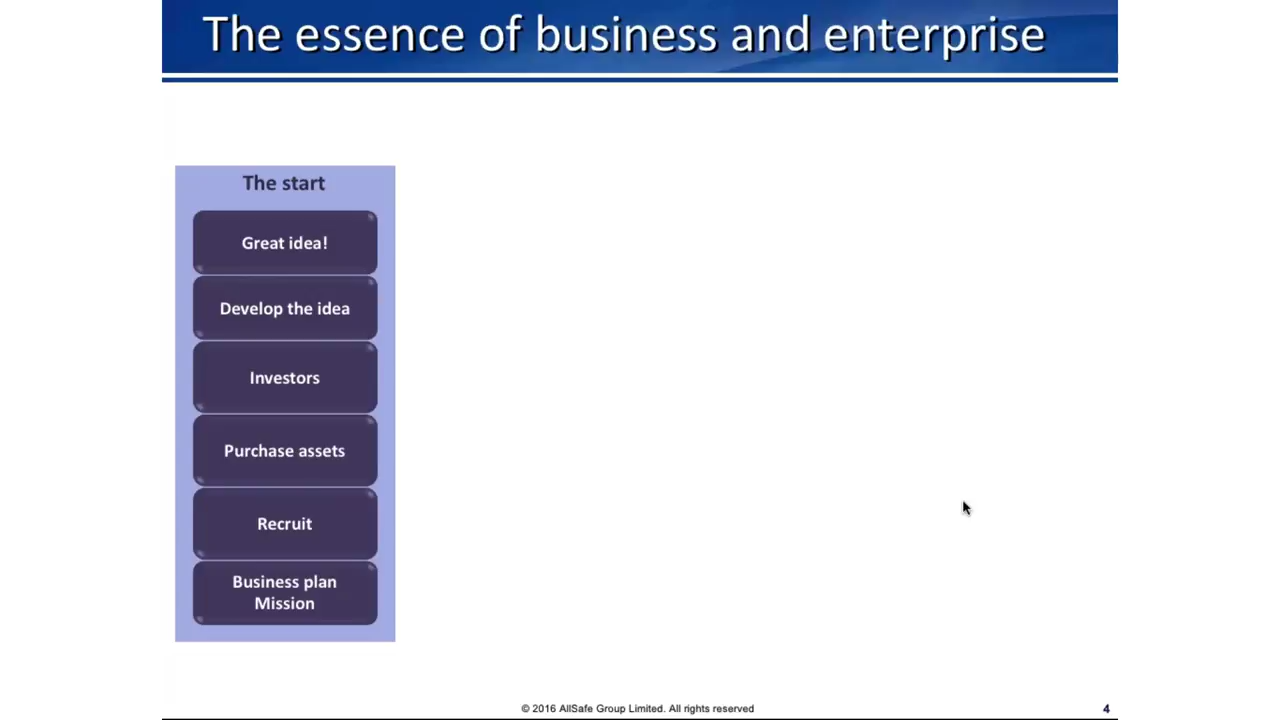 The essence of business and enterprise
The start
Great idea!
Develop the idea
Investors
Purchase assets
Recruit
Business plan
Mission
© 2016 AllSafe Group Limited. All rights reserved
4